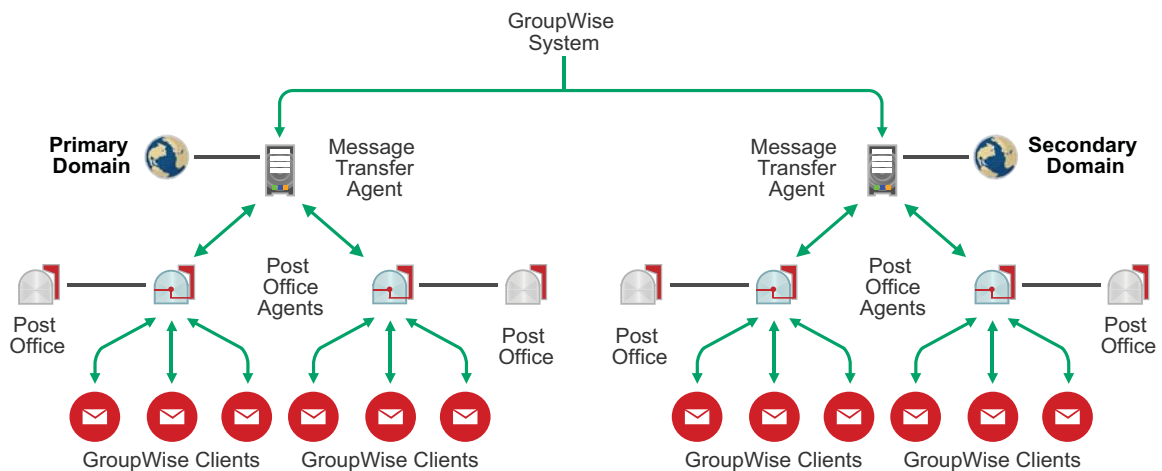 GroupWise
System
Primary
Domain
Message
Transfer
Agent
Message
Transfer
Agent
Secondary
Domain
Post
Office
Post
Office
Agents
Post
Office
Post
Office
Post
Office
Agents
Post
Office
GroupWise Clients
GroupWise Clients
GroupWise Clients
GroupWise Clients